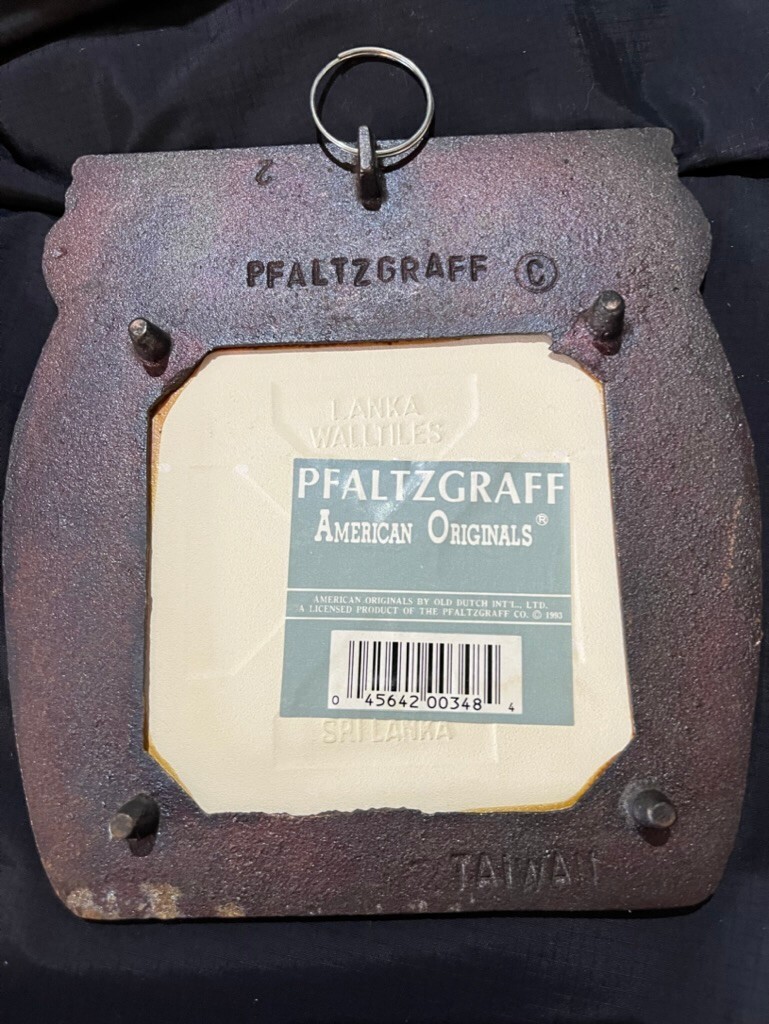 2
PFALTZGRAFF ©
LANKA
WALLTILES
PFALTZGRAFF
AMERICAN ORIGINALS®
AMERICAN ORIGINALS BY OLD DUTCH INT'L., LTD.
A LICENSED PRODUCT OF THE PFALTZGRAFF CO. © 1993
0 45642 00348 4
SRI LANKA
TAIWAN